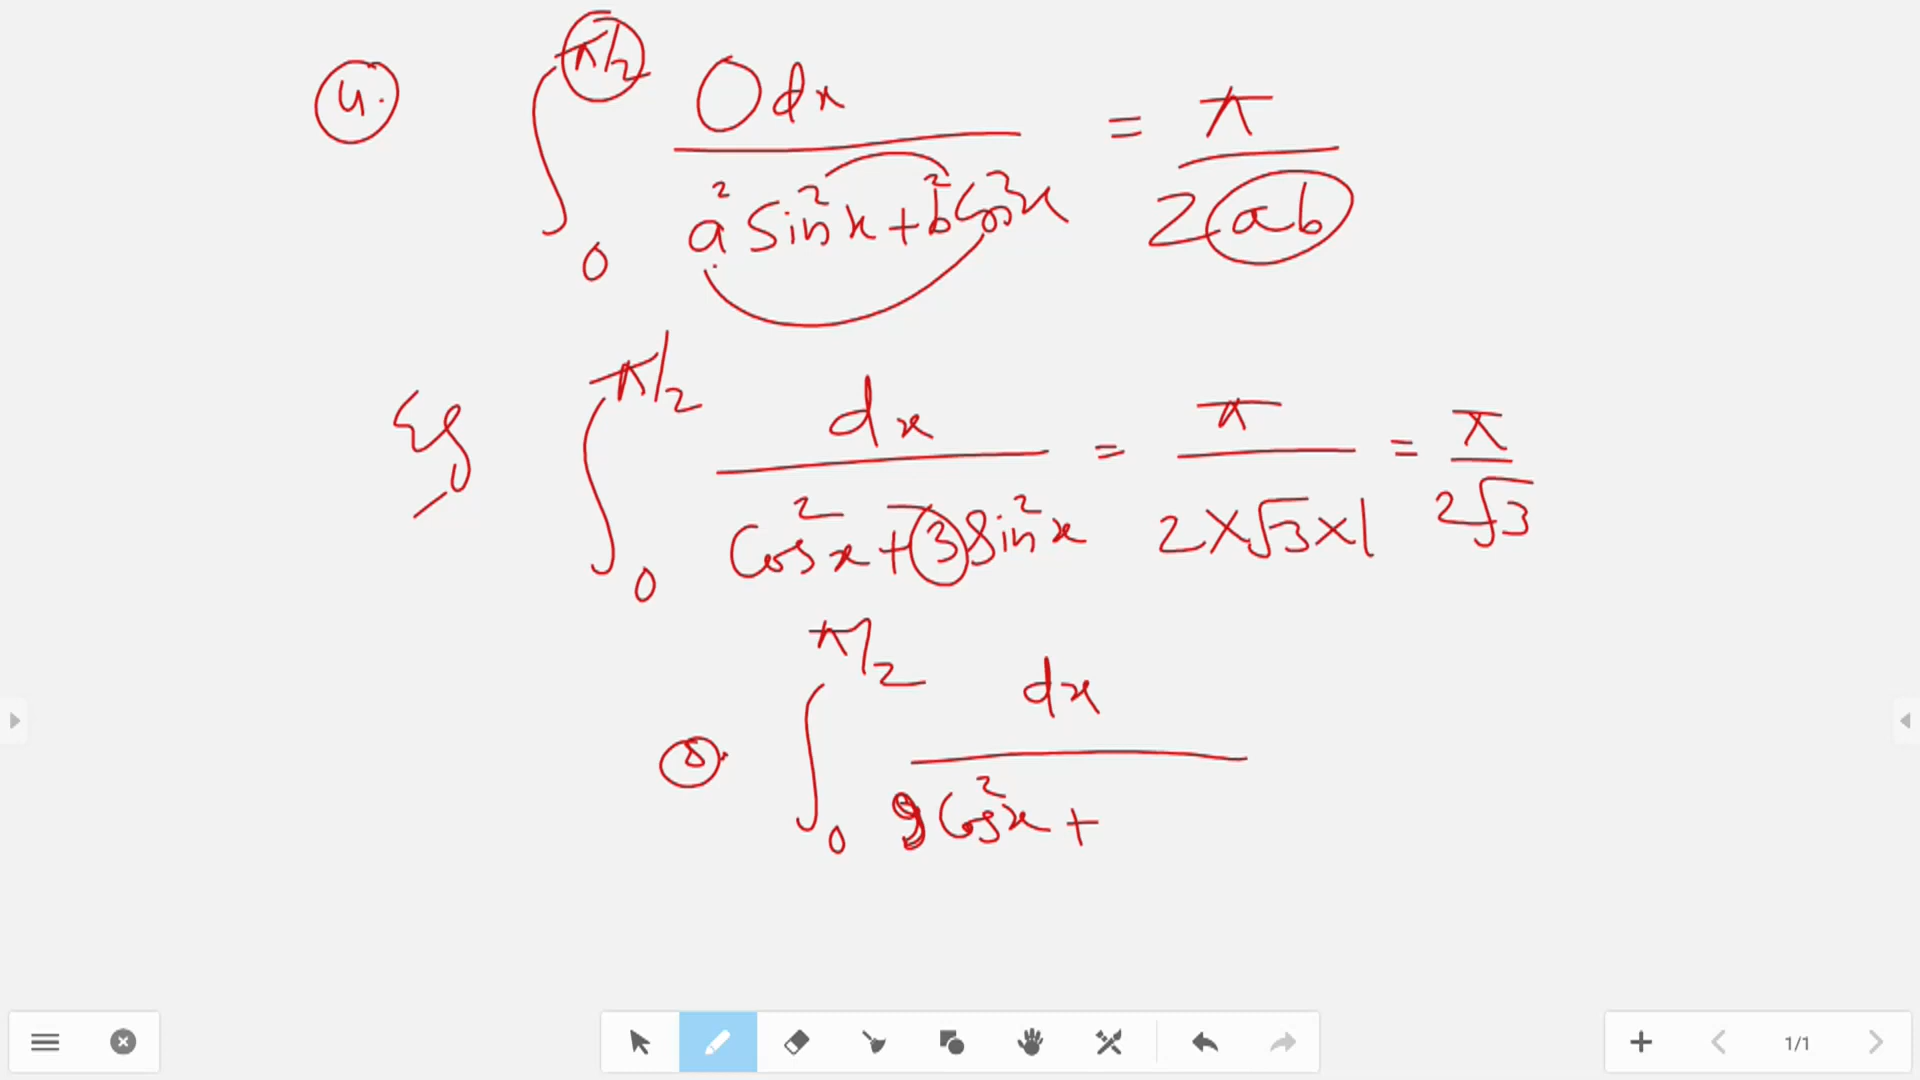 4. ∫₀^{π/2} O dx / (a² Sin²x + b² Cos²x) = π / 2ab
Eg ∫₀^{π/2} dx / (Cos²x + 3 Sin²x) = π / (2 × √3 × 1) = π / 2√3
∫₀^{π/2} dx / (9 Cos²x +
1/1